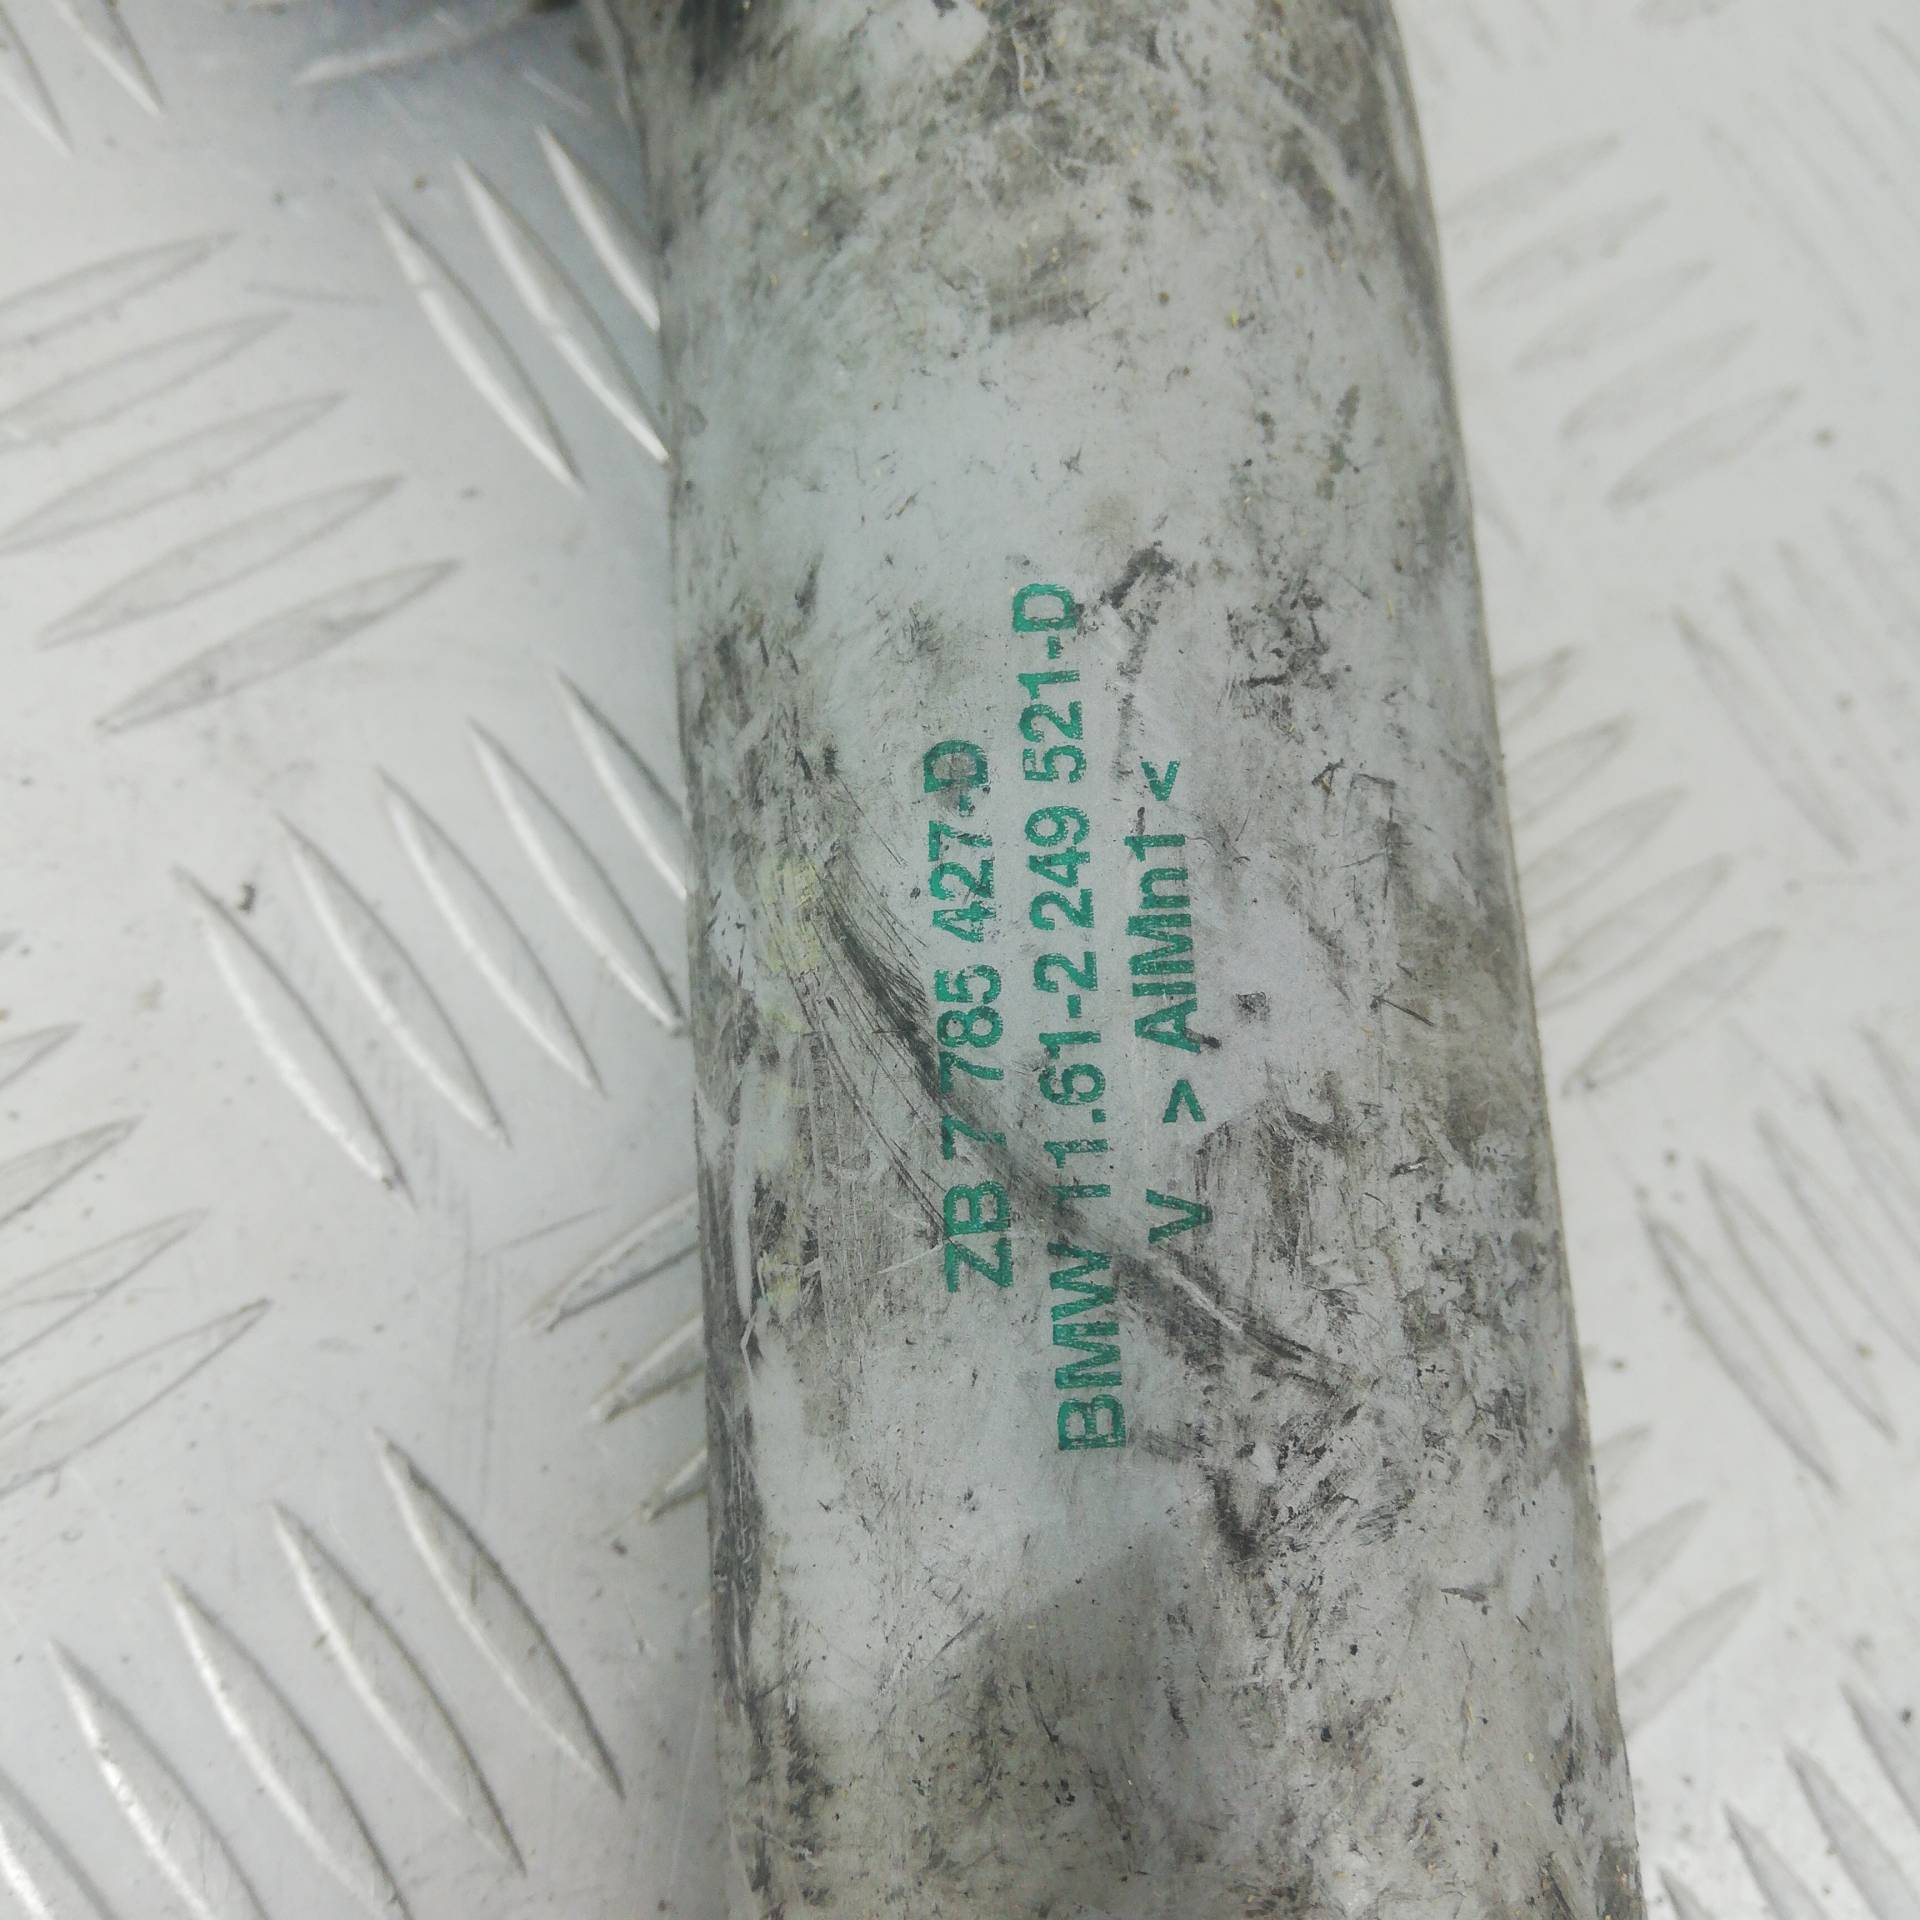 ZB 7 785 427-D
BMW 11.61-2 249 521-D
V >AlMn1<